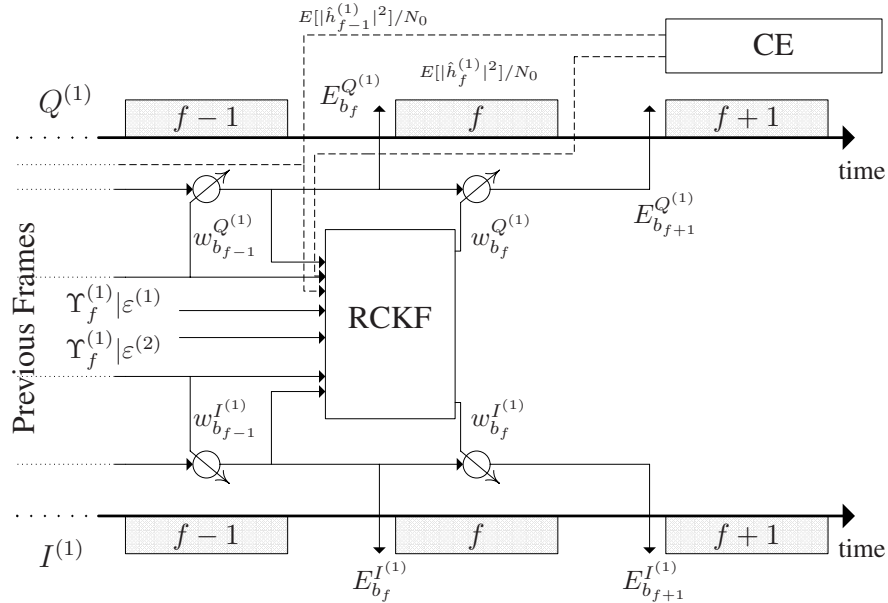 E[|ĥ_{f−1}^{(1)}|²]/N₀
CE
E[|ĥ_f^{(1)}|²]/N₀
E_{b_f}^{Q^{(1)}}
Q^{(1)}
f − 1
f
f + 1
time
w_{b_{f−1}}^{Q^{(1)}}
w_{b_f}^{Q^{(1)}}
E_{b_{f+1}}^{Q^{(1)}}
Previous Frames
Υ_f^{(1)}|ε^{(1)}
RCKF
Υ_f^{(1)}|ε^{(2)}
w_{b_{f−1}}^{I^{(1)}}
w_{b_f}^{I^{(1)}}
f − 1
f
f + 1
time
I^{(1)}
E_{b_f}^{I^{(1)}}
E_{b_{f+1}}^{I^{(1)}}